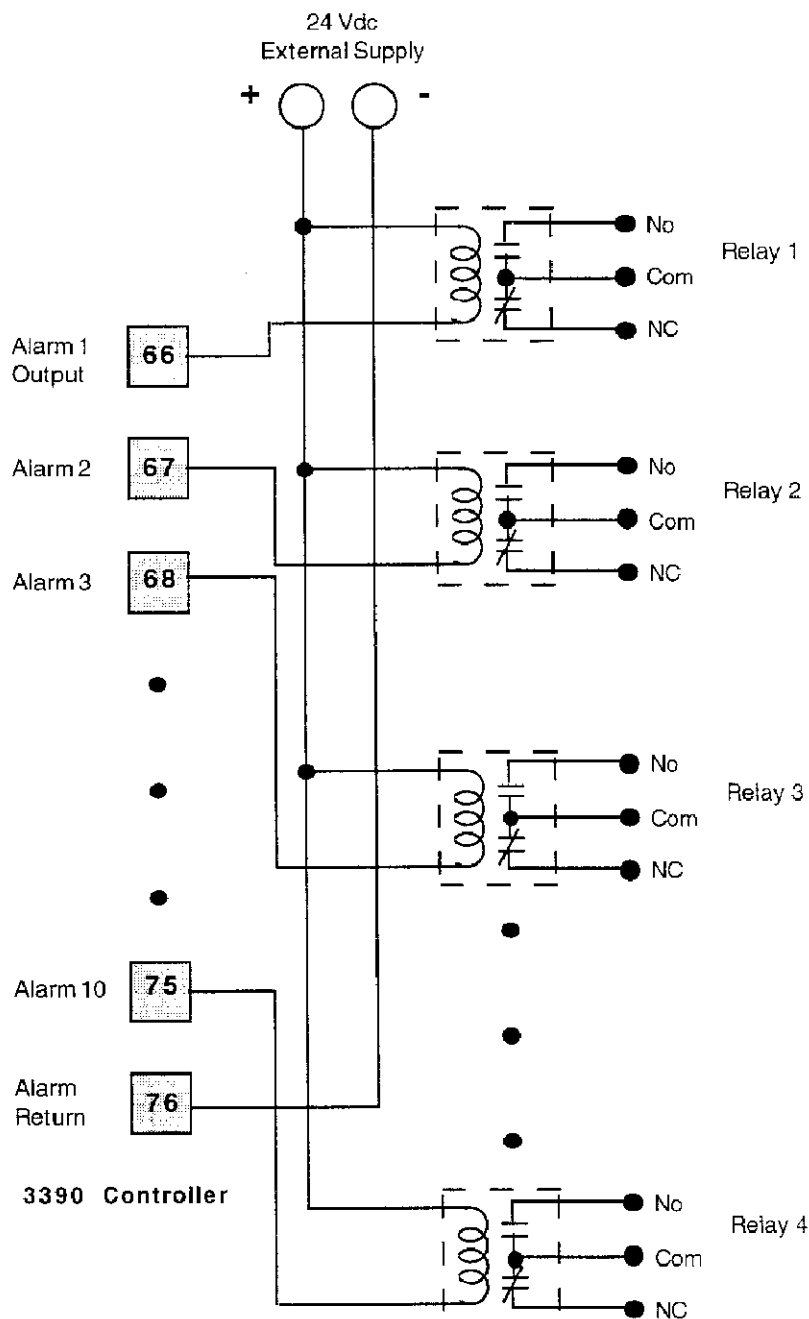 24 Vdc
External Supply
+ -
No
Relay 1
Com
NC
Alarm 1
Output
66
Alarm 2
67
No
Relay 2
Com
NC
Alarm 3
68
No
Relay 3
Com
NC
Alarm 10
75
Alarm
Return
76
3390 Controller
No
Relay 4
Com
NC